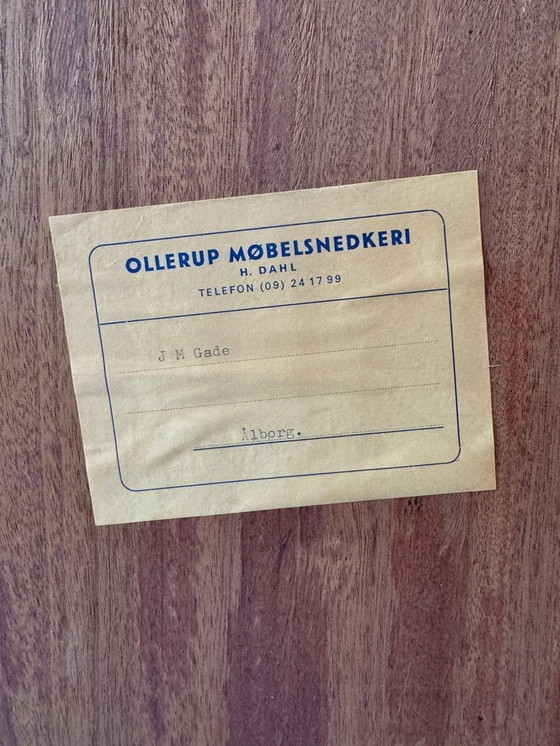 OLLERUP MØBELSNEDKERI
H. DAHL
TELEFON (09) 24 17 99
J M Gade
Ålborg.